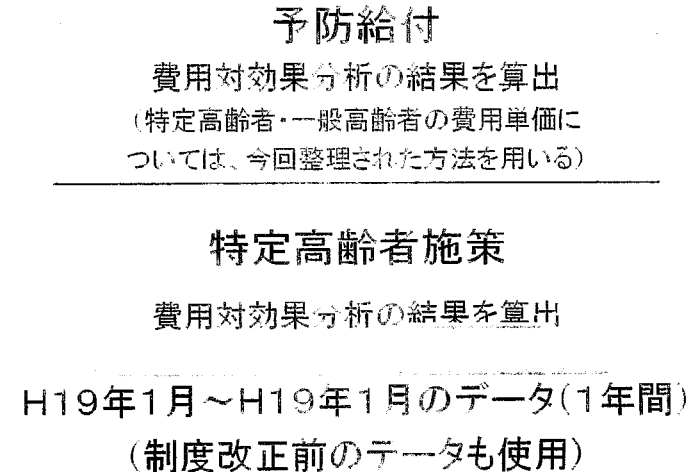 予防給付
費用対効果分析の結果を算出
(特定高齢者・一般高齢者の費用単価に
ついては、今回整理された方法を用いる)
特定高齢者施策
費用対効果分析の結果を算出
H19年1月～H19年1月のデータ(1年間)
(制度改正前のデータも使用)